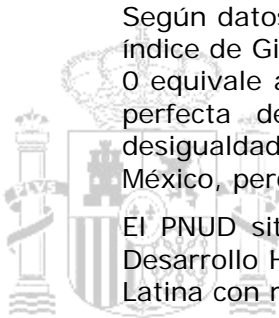 Según datos
índice de Gi
0 equivale a
perfecta de
desigualdad
México, pero
El PNUD sit
Desarrollo H
Latina con m